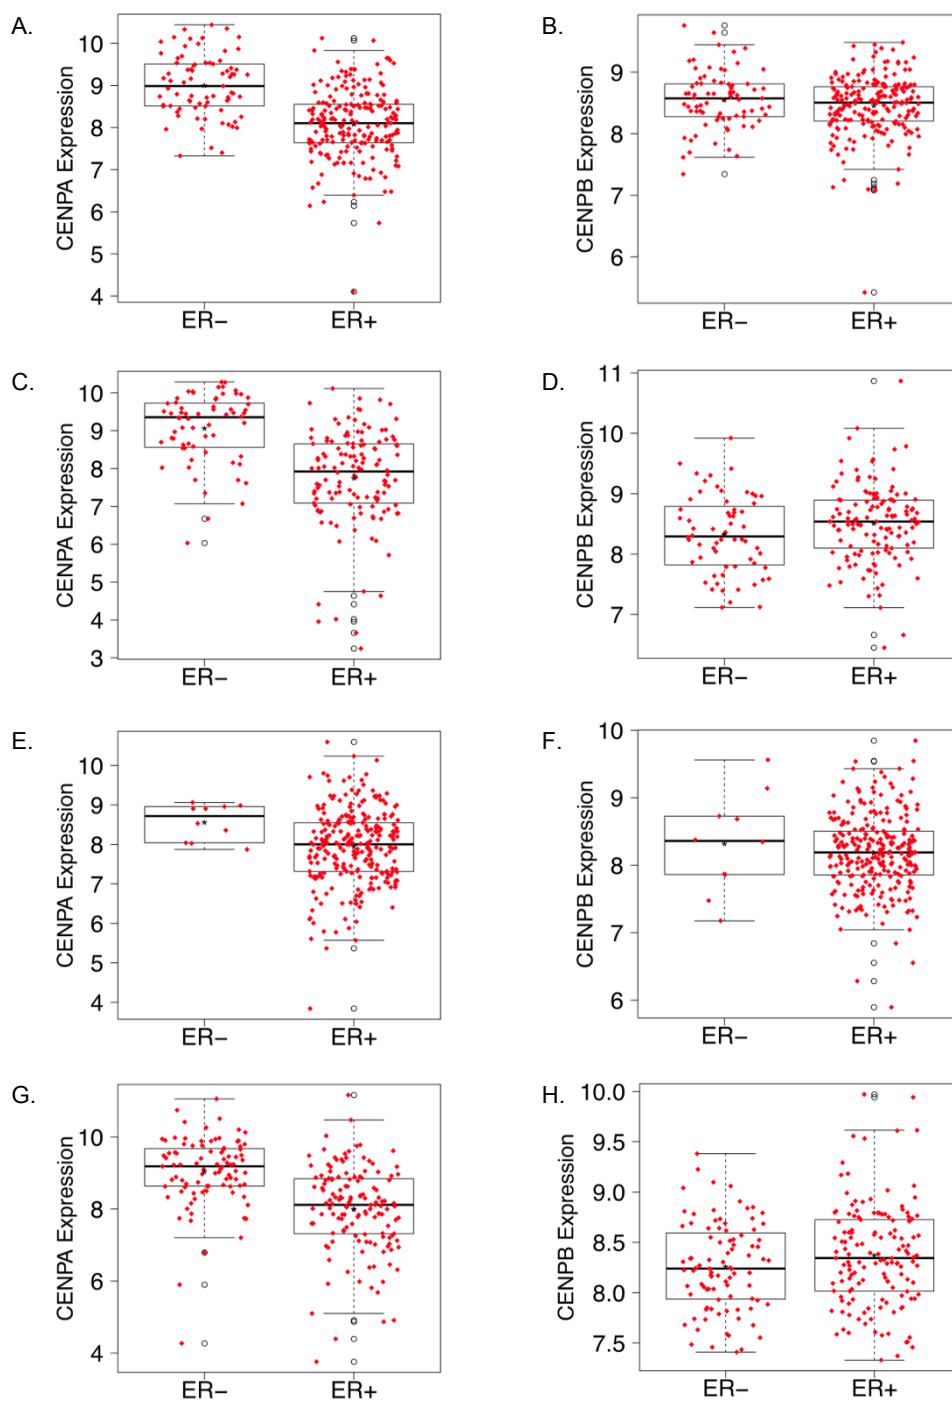 A.
CENPA Expression
10
9
8
7
6
5
4
ER− ER+
B.
CENPB Expression
9
8
7
6
ER− ER+
C.
CENPA Expression
10
9
8
7
6
5
4
3
ER− ER+
D.
CENPB Expression
11
10
9
8
7
ER− ER+
E.
CENPA Expression
10
9
8
7
6
5
4
ER− ER+
F.
CENPB Expression
10
9
8
7
6
ER− ER+
G.
CENPA Expression
10
8
6
4
ER− ER+
H.
CENPB Expression
10.0
9.5
9.0
8.5
8.0
7.5
ER− ER+